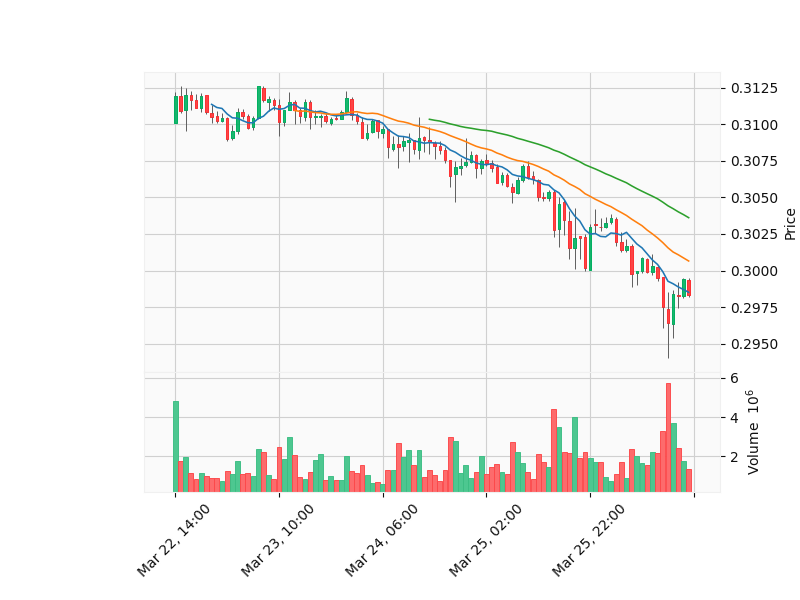 0.3125
0.3100
0.3075
0.3050
0.3025
0.3000
0.2975
0.2950
Price
6
4
2
Volume 10^6
Mar 22, 14:00
Mar 23, 10:00
Mar 24, 06:00
Mar 25, 02:00
Mar 25, 22:00